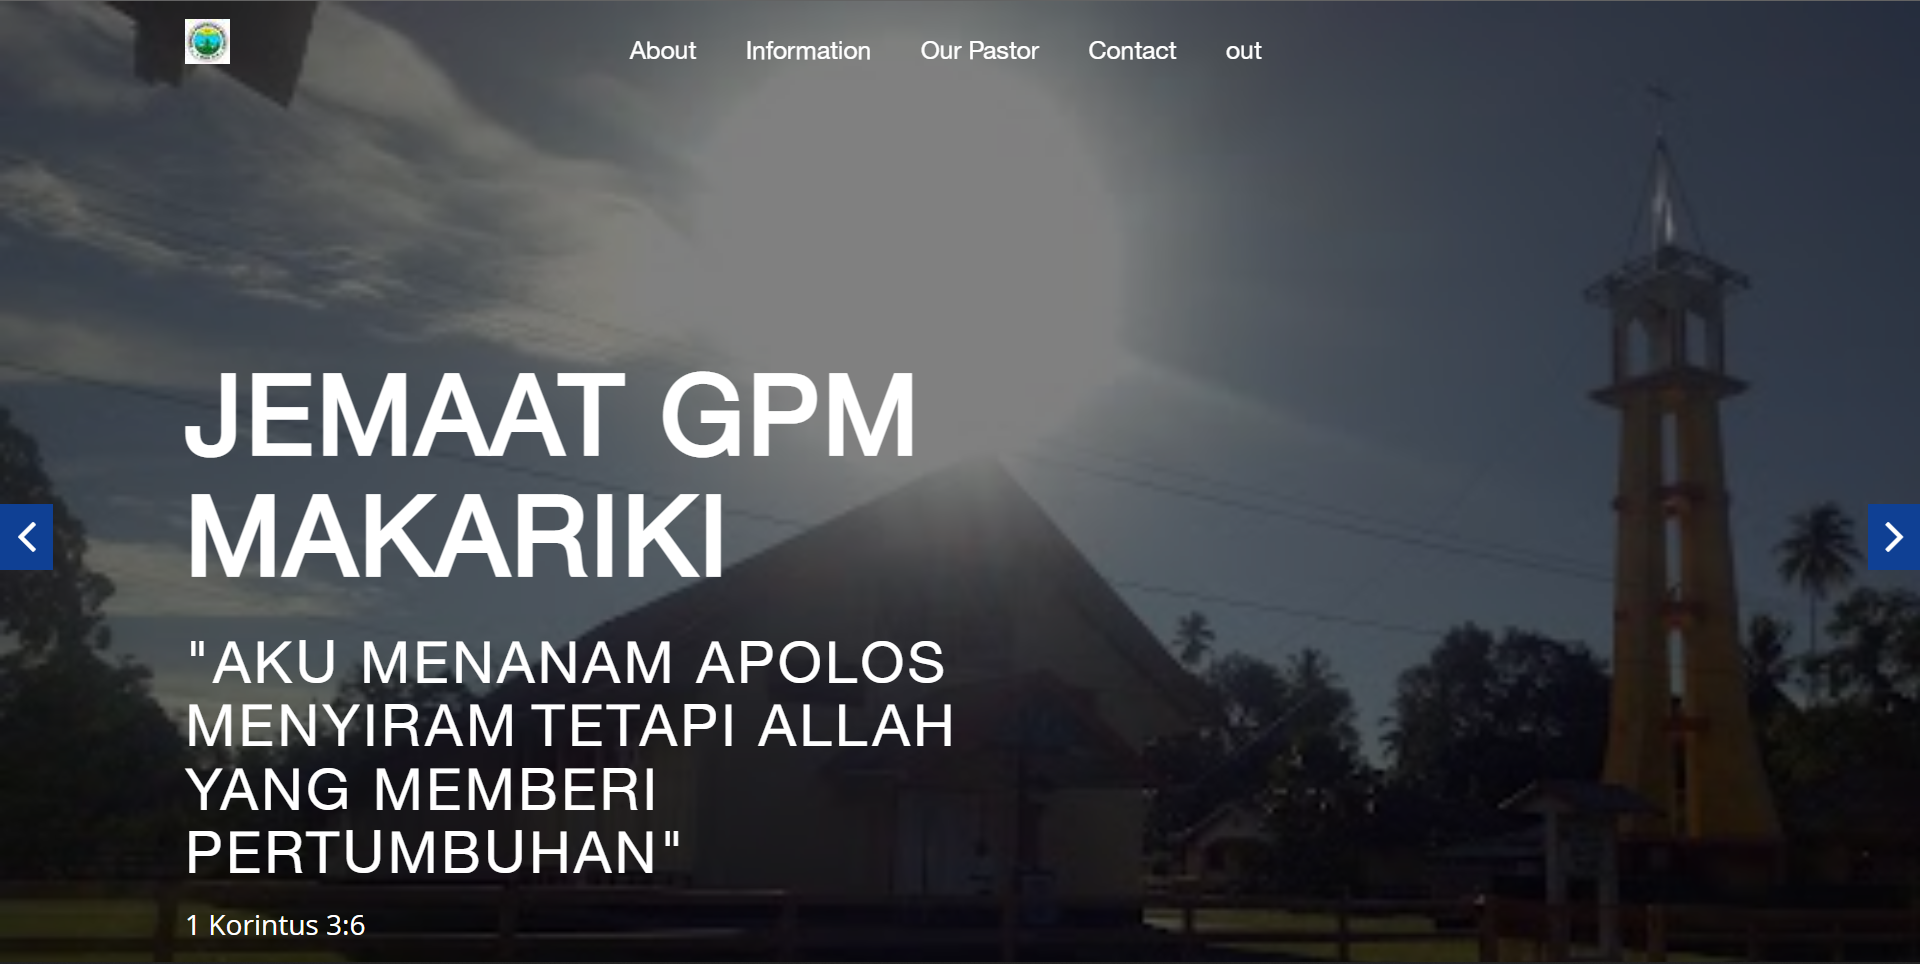 About Information Our Pastor Contact out
JEMAAT GPM
MAKARIKI
"AKU MENANAM APOLOS
MENYIRAM TETAPI ALLAH
YANG MEMBERI
PERTUMBUHAN"
1 Korintus 3:6